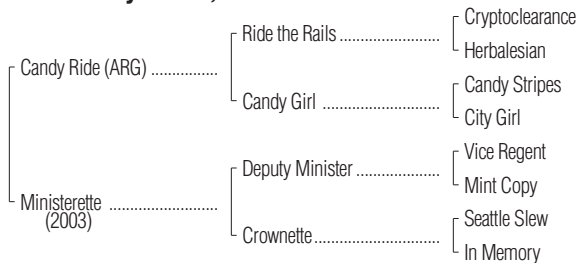 Cryptoclearance
Ride the Rails ....................
Herbalesian
Candy Ride (ARG) ...............
Candy Stripes
Candy Girl ........................
City Girl
Vice Regent
Deputy Minister .................
Mint Copy
Ministerette ........................
(2003)
Seattle Slew
Crownette.........................
In Memory